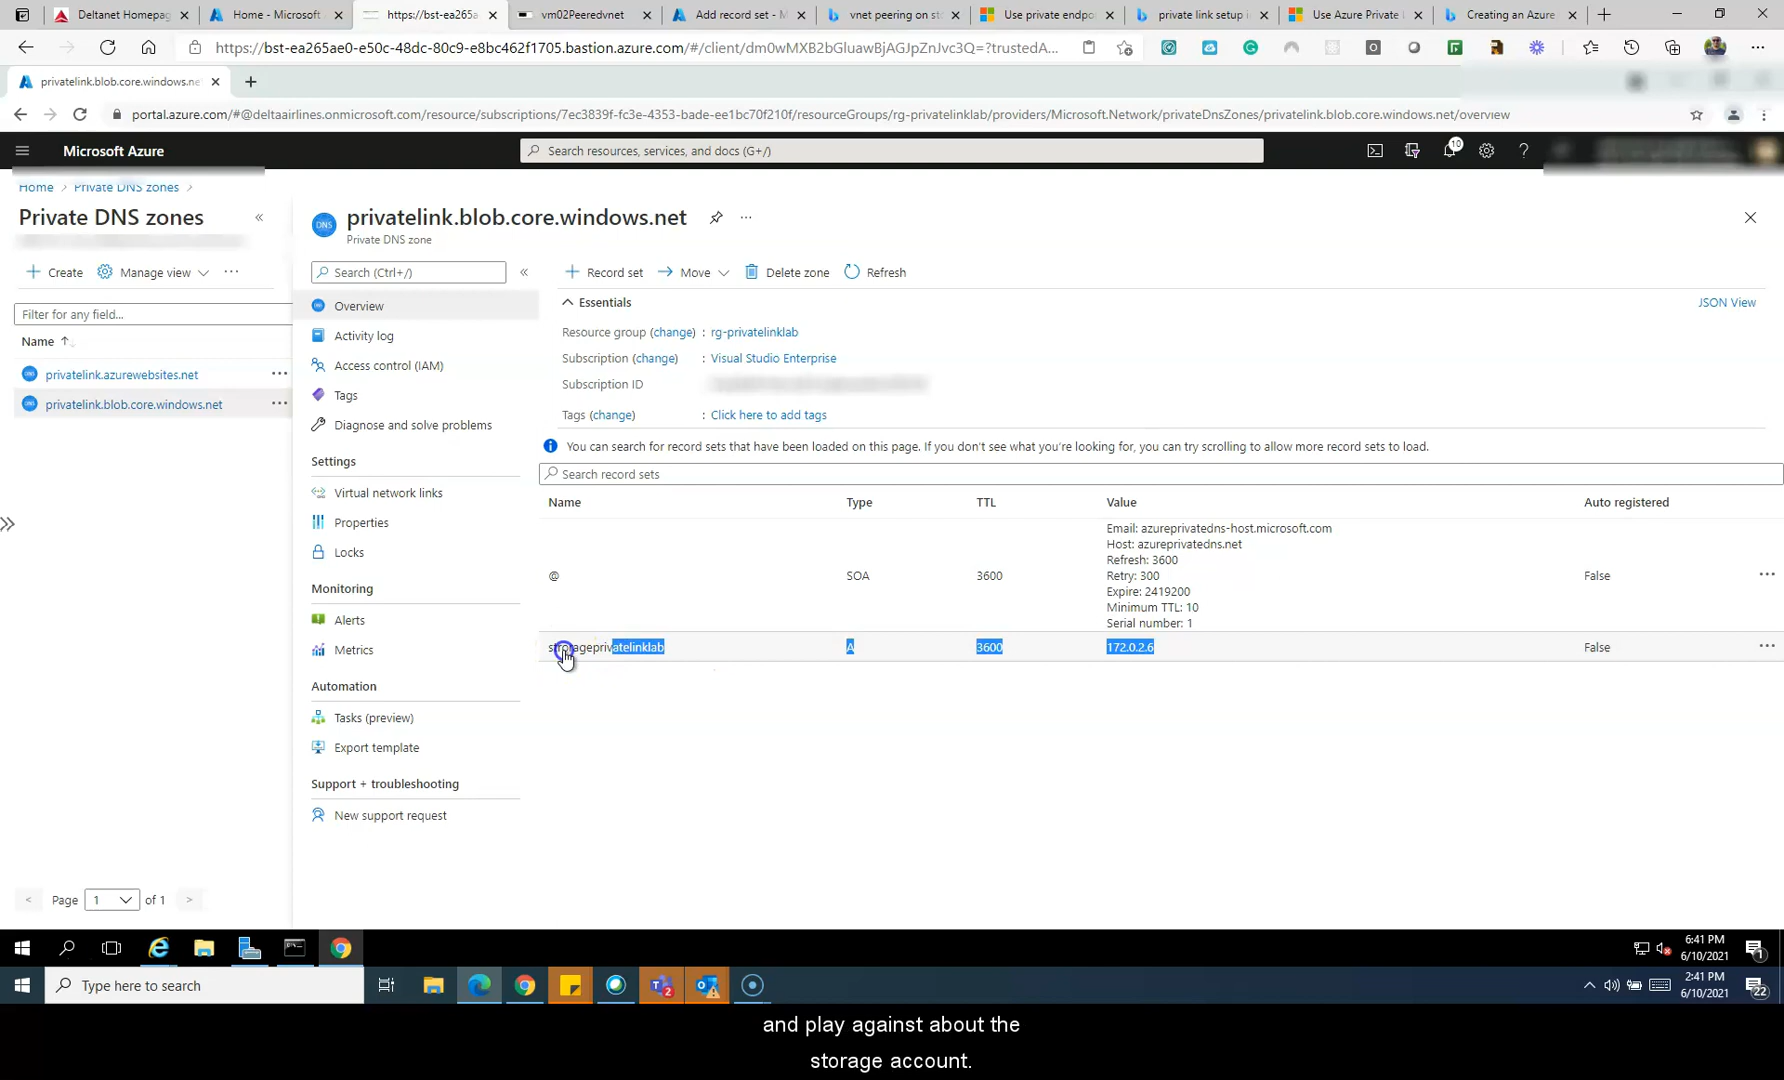 Deltanet Homepag
Home - Microsoft
https://bst-ea265a
vm02Peeredvnet
Add record set - M
vnet peering on st
Use private endpo
private link setup i
Use Azure Private L
Creating an Azure
https://bst-ea265ae0-e50c-48dc-80c9-e8bc462f1705.bastion.azure.com/#/client/dm0wMXB2bGluawBjAGJpZnJvc3Q=?trustedA...
privatelink.blob.core.windows.ne
portal.azure.com/#@deltaairlines.onmicrosoft.com/resource/subscriptions/7ec3839f-fc3e-4353-bade-ee1bc70f210f/resourceGroups/rg-privatelinklab/providers/Microsoft.Network/privateDnsZones/privatelink.blob.core.windows.net/overview
Microsoft Azure
Search resources, services, and docs (G+/)
10
Home > Private DNS zones >
Private DNS zones
Create
Manage view
Filter for any field...
Name
privatelink.azurewebsites.net
privatelink.blob.core.windows.net
Page 1 of 1
privatelink.blob.core.windows.net
Private DNS zone
Search (Ctrl+/)
Overview
Activity log
Access control (IAM)
Tags
Diagnose and solve problems
Settings
Virtual network links
Properties
Locks
Monitoring
Alerts
Metrics
Automation
Tasks (preview)
Export template
Support + troubleshooting
New support request
Record set
Move
Delete zone
Refresh
Essentials
JSON View
Resource group (change) : rg-privatelinklab
Subscription (change) : Visual Studio Enterprise
Subscription ID
Tags (change) : Click here to add tags
You can search for record sets that have been loaded on this page. If you don't see what you're looking for, you can try scrolling to allow more record sets to load.
Search record sets
Name Type TTL Value Auto registered
Email: azureprivatedns-host.microsoft.com
Host: azureprivatedns.net
Refresh: 3600
Retry: 300
@ SOA 3600 False
Expire: 2419200
Minimum TTL: 10
Serial number: 1
strorageprivatelinklab A 3600 172.0.2.6 False
6:41 PM
6/10/2021
1
Type here to search
2
2:41 PM
6/10/2021
22
and play against about the
storage account.